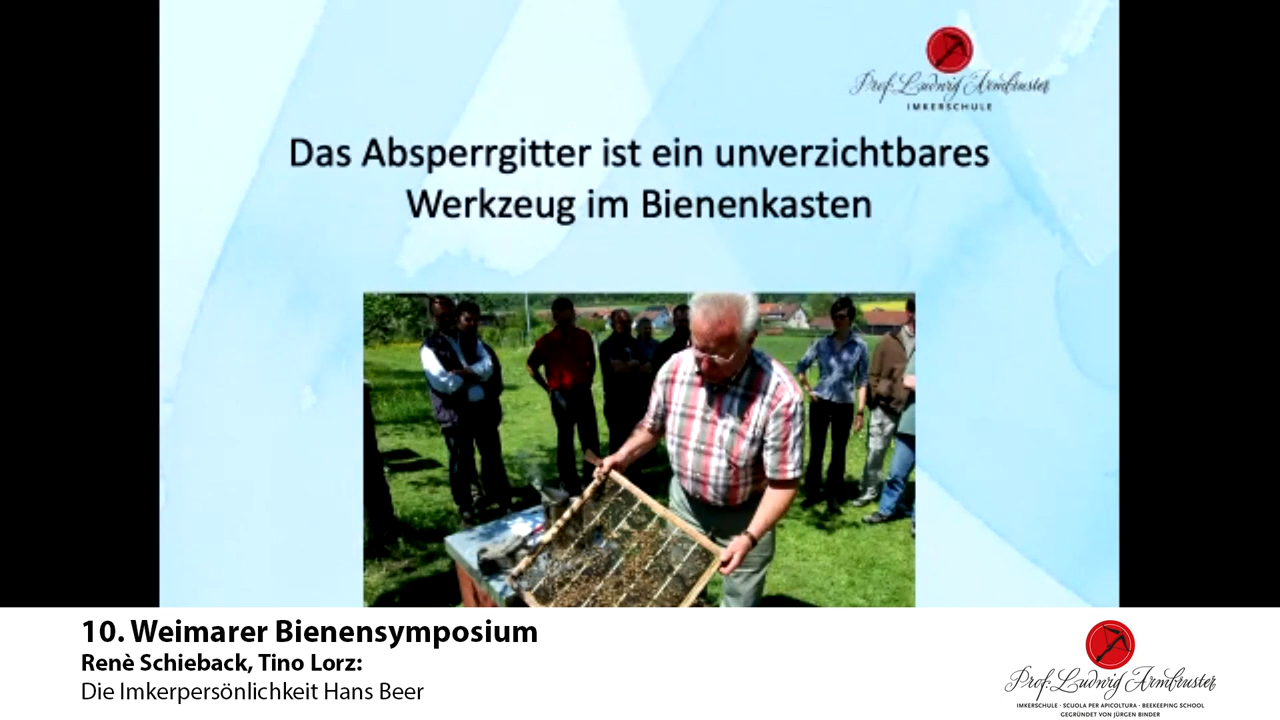 Prof. Ludwig Armbruster
IMKERSCHULE
Das Absperrgitter ist ein unverzichtbares
Werkzeug im Bienenkasten
10. Weimarer Bienensymposium
Renè Schieback, Tino Lorz:
Die Imkerpersönlichkeit Hans Beer
Prof. Ludwig Armbruster
IMKERSCHULE · SCUOLA PER APICOLTURA · BEEKEEPING SCHOOL
GEGRÜNDET VON JÜRGEN BINDER